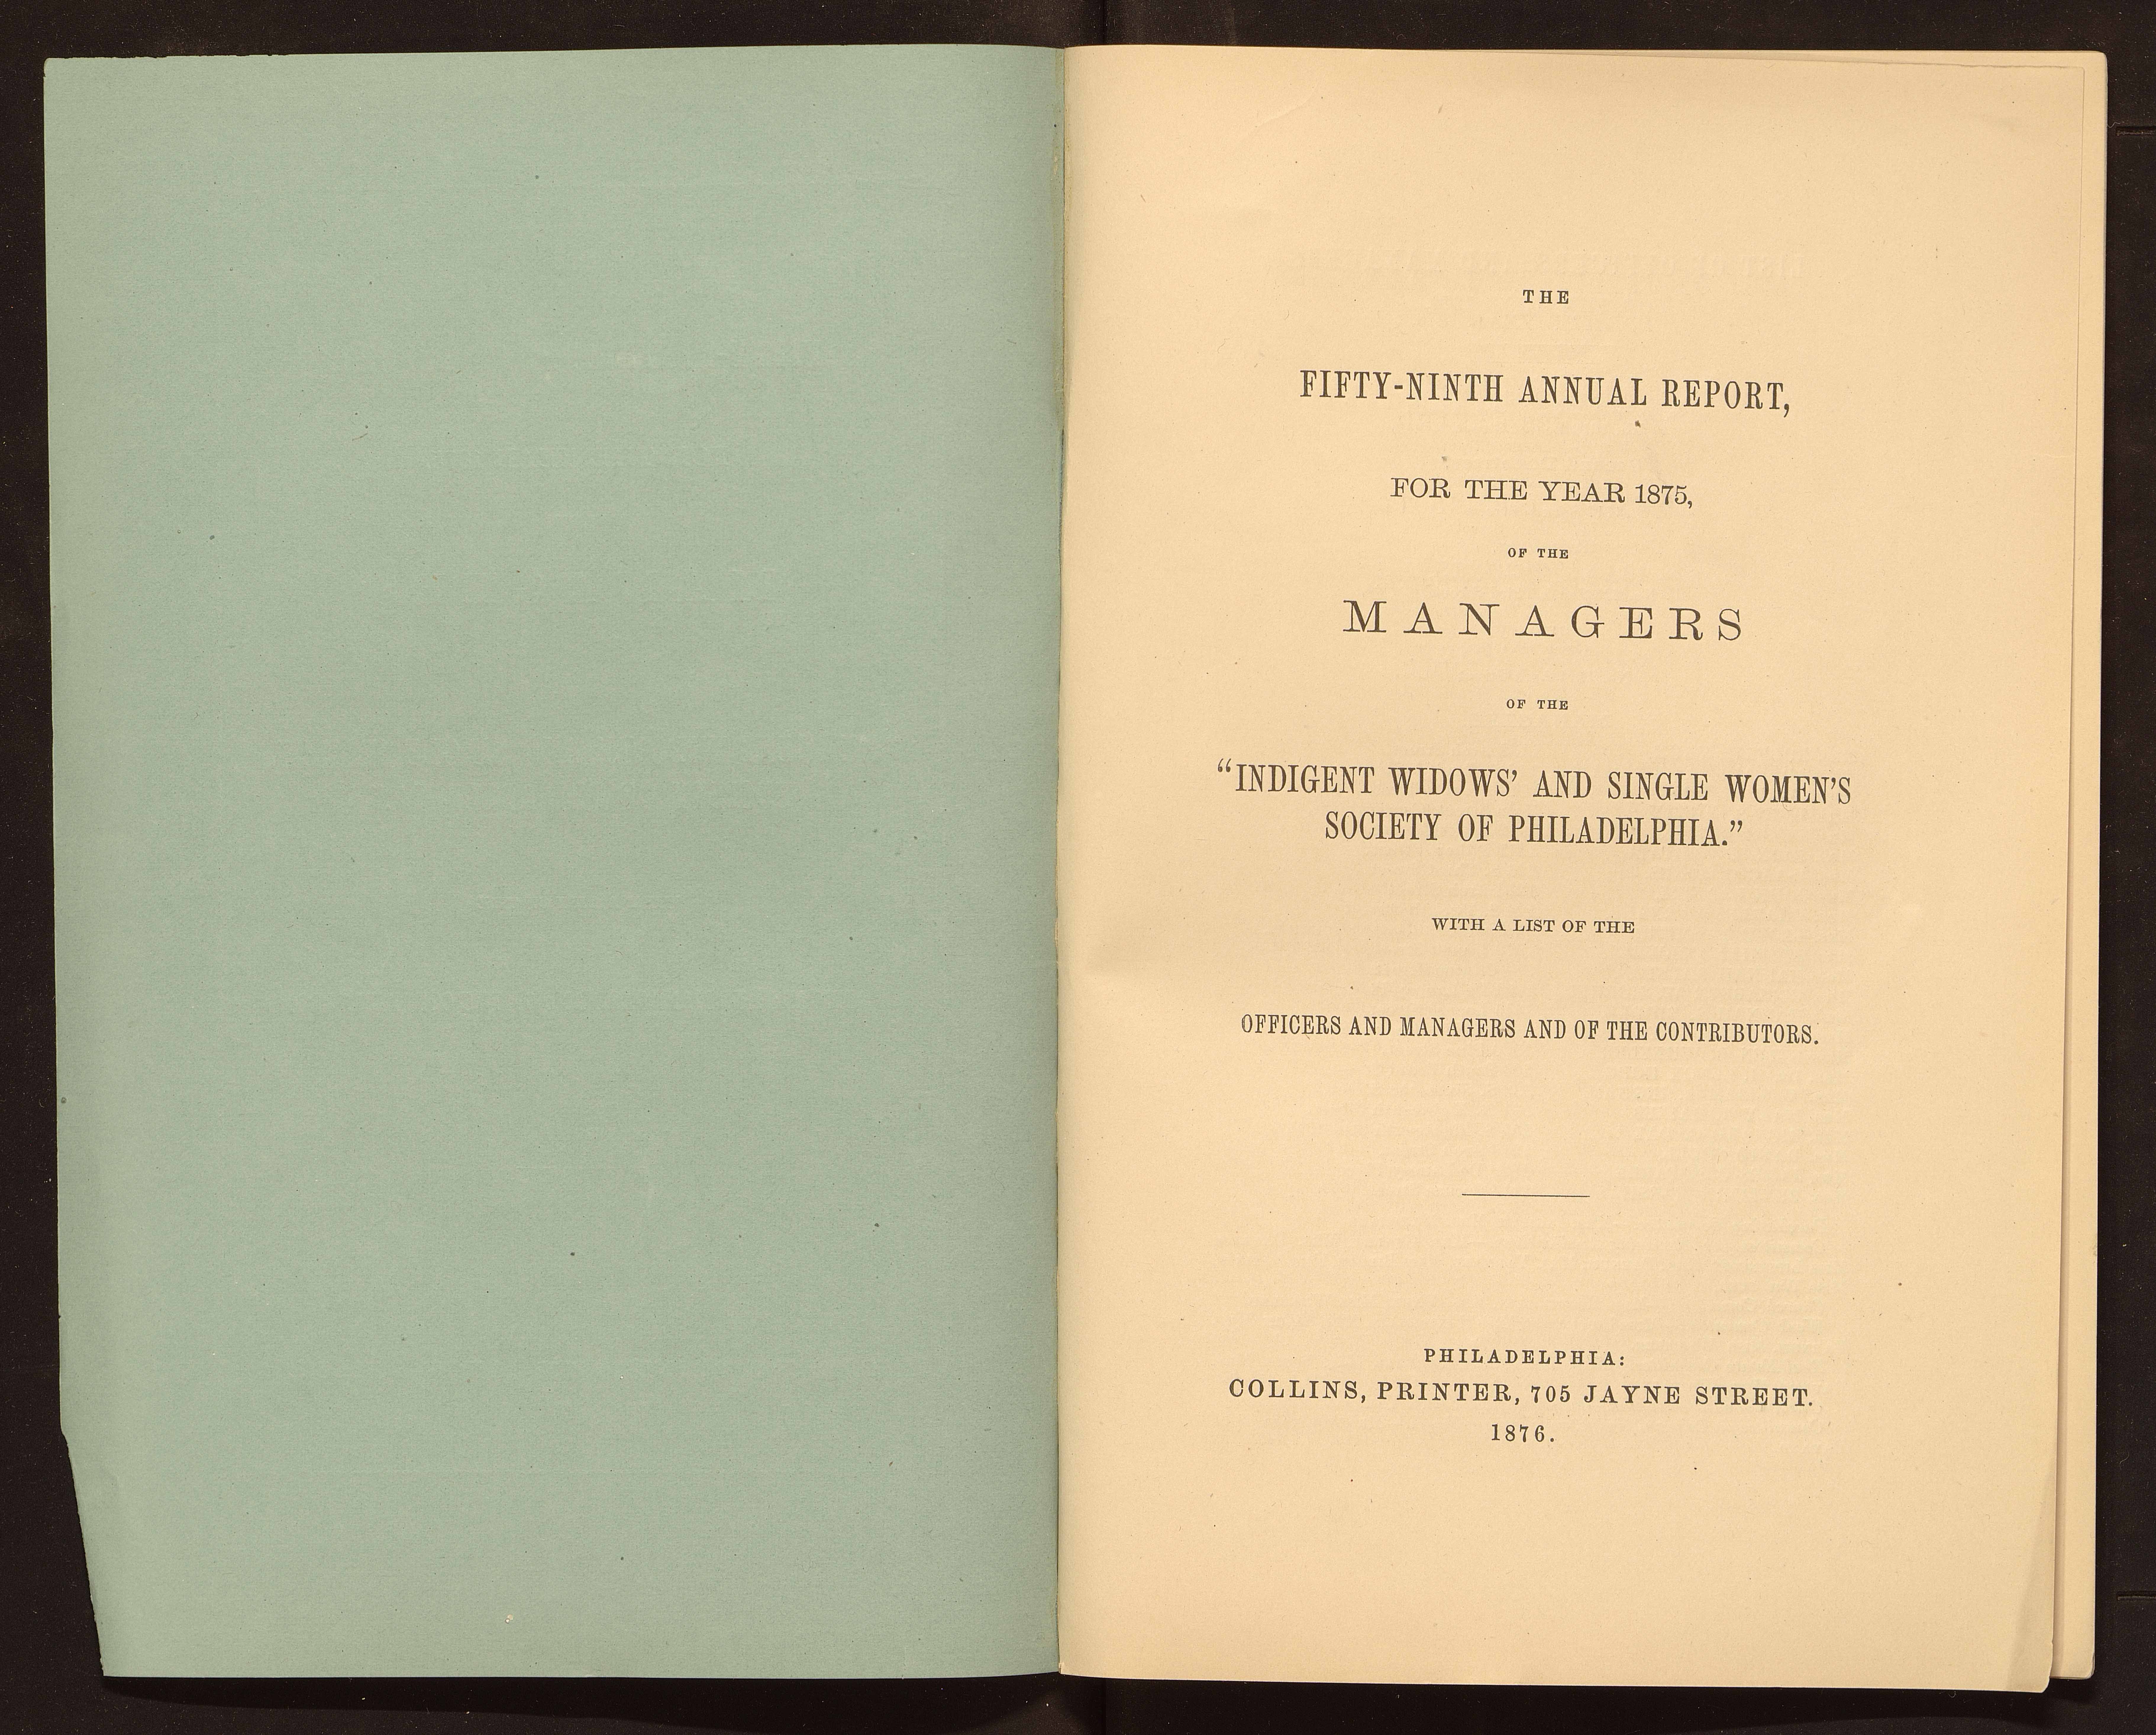 THE
FIFTY-NINTH ANNUAL REPORT,
FOR THE YEAR 1875,
OF THE
MANAGERS
OF THE
“INDIGENT WIDOWS’ AND SINGLE WOMEN’S
SOCIETY OF PHILADELPHIA.”
WITH A LIST OF THE
OFFICERS AND MANAGERS AND OF THE CONTRIBUTORS.
PHILADELPHIA:
COLLINS, PRINTER, 705 JAYNE STREET.
1876.